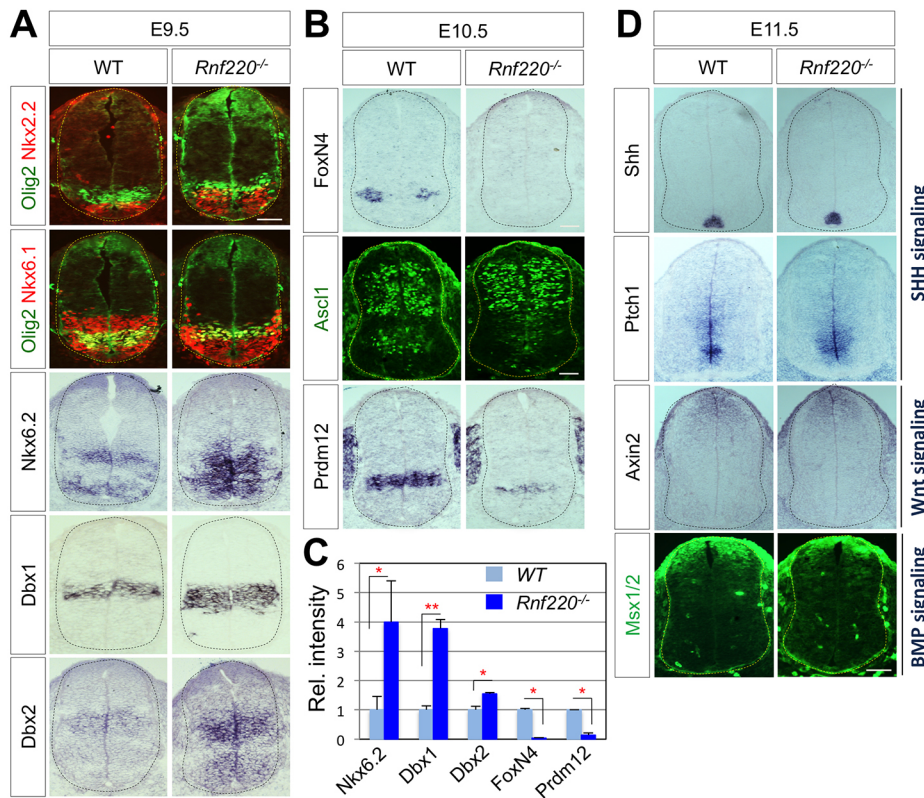 A
E9.5
WT
Rnf220-/-
Olig2 Nkx2.2
Olig2 Nkx6.1
Nkx6.2
Dbx1
Dbx2
B
E10.5
WT
Rnf220-/-
FoxN4
Ascl1
Prdm12
C
Rel. intensity
6
5
4
3
2
1
0
WT
Rnf220-/-
*
**
*
*
*
Nkx6.2
Dbx1
Dbx2
FoxN4
Prdm12
D
E11.5
WT
Rnf220-/-
Shh
Ptch1
Axin2
Msx1/2
SHH signaling
Wnt signaling
BMP signaling